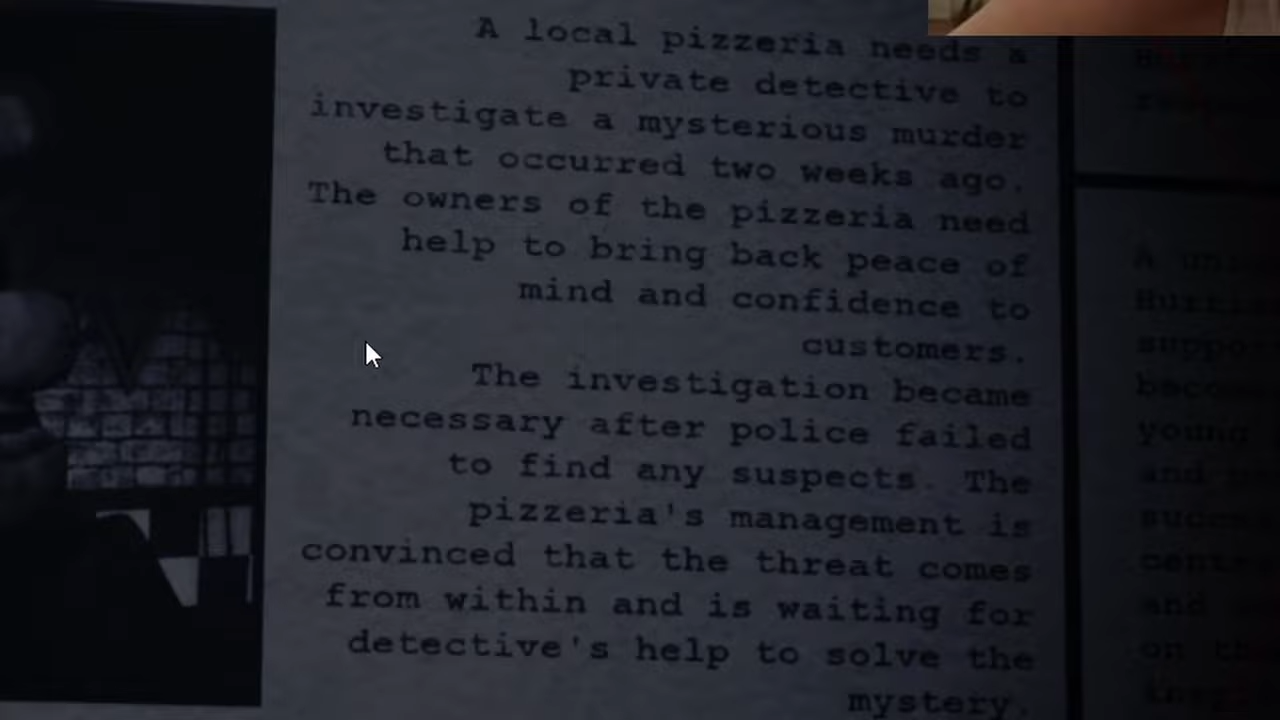 A local pizzeria needs a
private detective to
investigate a mysterious murder
that occurred two weeks ago.
The owners of the pizzeria need
help to bring back peace of
mind and confidence to
customers.
The investigation became
necessary after police failed
to find any suspects. The
pizzeria's management is
convinced that the threat comes
from within and is waiting for
detective's help to solve the
mystery.
young
and
on